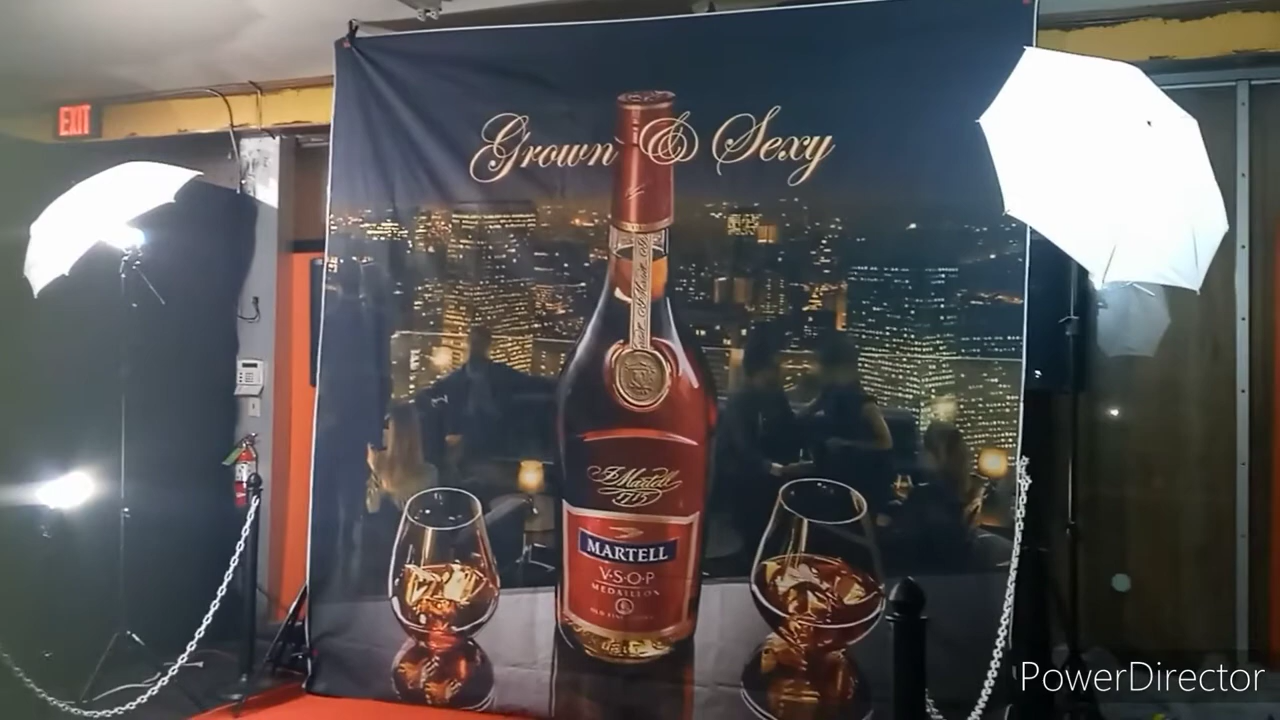 EXIT
Grown & Sexy
J&F Martell
1715
MARTELL
V•S•O•P
MEDAILLON
PowerDirector